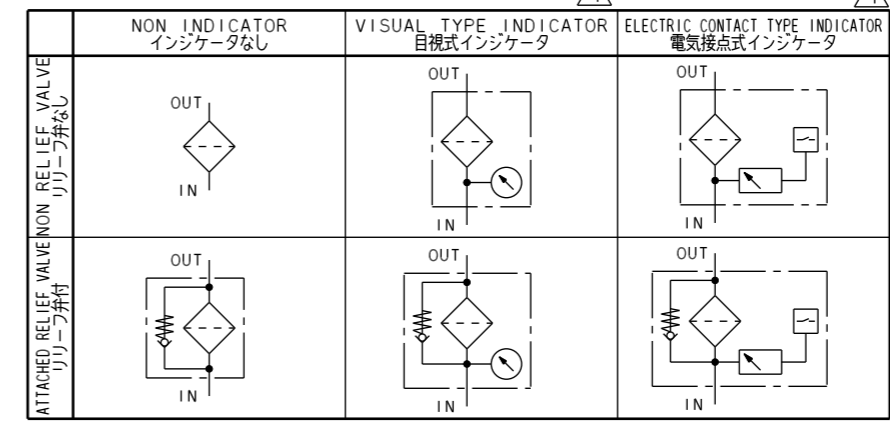 NON INDICATOR
インジケータなし
VISUAL TYPE INDICATOR
目視式インジケータ
ELECTRIC CONTACT TYPE INDICATOR
電気接点式インジケータ
NON RELIEF VALVE
リリーフ弁なし
OUT
IN
OUT
IN
OUT
IN
ATTACHED RELIEF VALVE
リリーフ弁付
OUT
IN
OUT
IN
OUT
IN